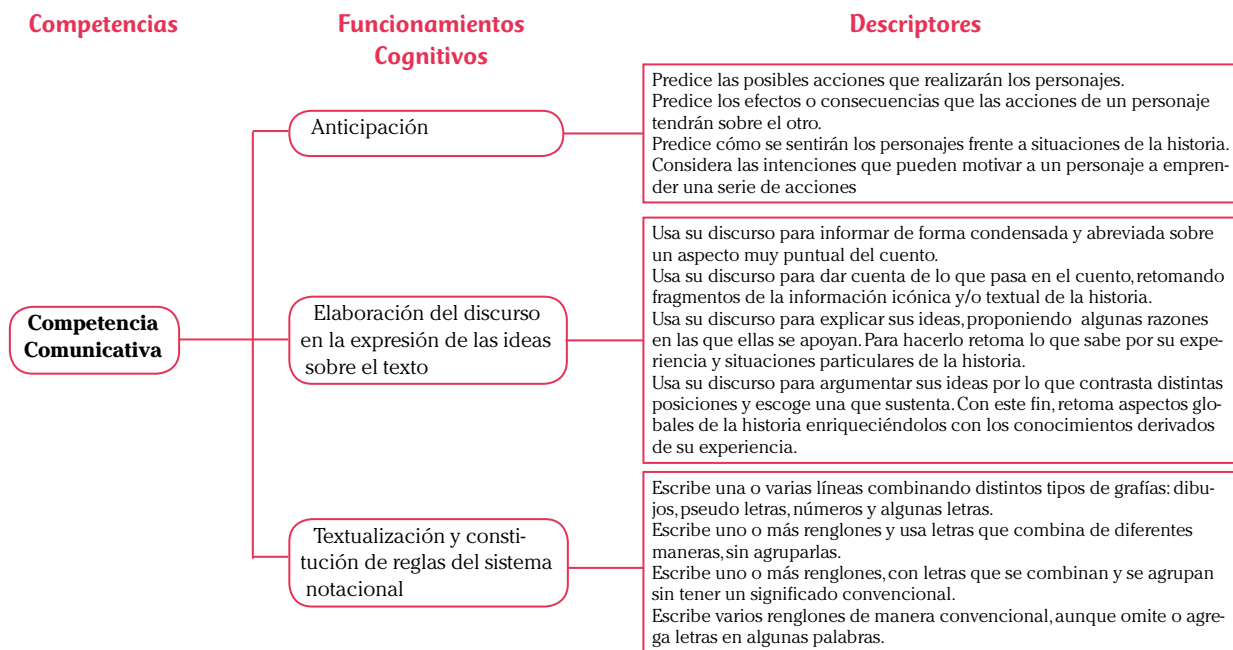 Competencias
Funcionamientos
Cognitivos
Descriptores
Competencia
Comunicativa
Anticipación
Predice las posibles acciones que realizarán los personajes.
Predice los efectos o consecuencias que las acciones de un personaje
tendrán sobre el otro.
Predice cómo se sentirán los personajes frente a situaciones de la historia.
Considera las intenciones que pueden motivar a un personaje a empren-
der una serie de acciones
Elaboración del discurso
en la expresión de las ideas
sobre el texto
Usa su discurso para informar de forma condensada y abreviada sobre
un aspecto muy puntual del cuento.
Usa su discurso para dar cuenta de lo que pasa en el cuento, retomando
fragmentos de la información icónica y/o textual de la historia.
Usa su discurso para explicar sus ideas, proponiendo algunas razones
en las que ellas se apoyan. Para hacerlo retoma lo que sabe por su expe-
riencia y situaciones particulares de la historia.
Usa su discurso para argumentar sus ideas por lo que contrasta distintas
posiciones y escoge una que sustenta. Con este fin, retoma aspectos glo-
bales de la historia enriqueciéndolos con los conocimientos derivados
de su experiencia.
Textualización y consti-
tución de reglas del sistema
notacional
Escribe una o varias líneas combinando distintos tipos de grafías: dibu-
jos, pseudo letras, números y algunas letras.
Escribe uno o más renglones y usa letras que combina de diferentes
maneras, sin agruparlas.
Escribe uno o más renglones, con letras que se combinan y se agrupan
sin tener un significado convencional.
Escribe varios renglones de manera convencional, aunque omite o agre-
ga letras en algunas palabras.